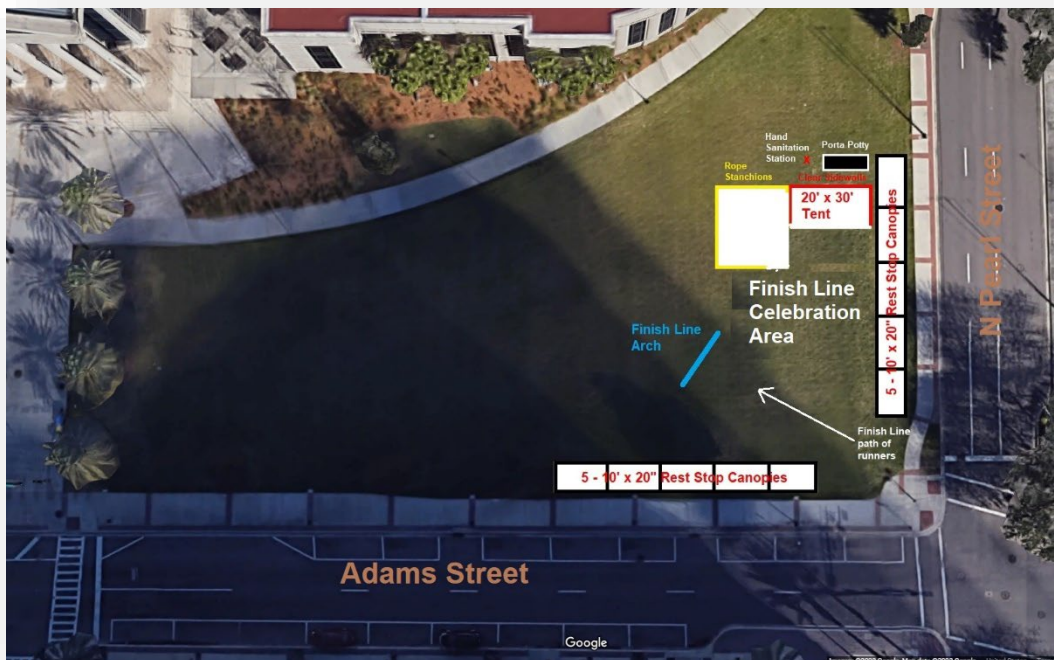 Hand
Sanitation
Station
X
Porta Potty
Rope
Stanchions
Clear Sidewalls
20' x 30'
Tent
5 - 10' x 20" Rest Stop Canopies
N Pearl Street
Finish Line
Celebration
Area
Finish Line
Arch
Finish Line
path of
runners
5 - 10' x 20" Rest Stop Canopies
Adams Street
Google